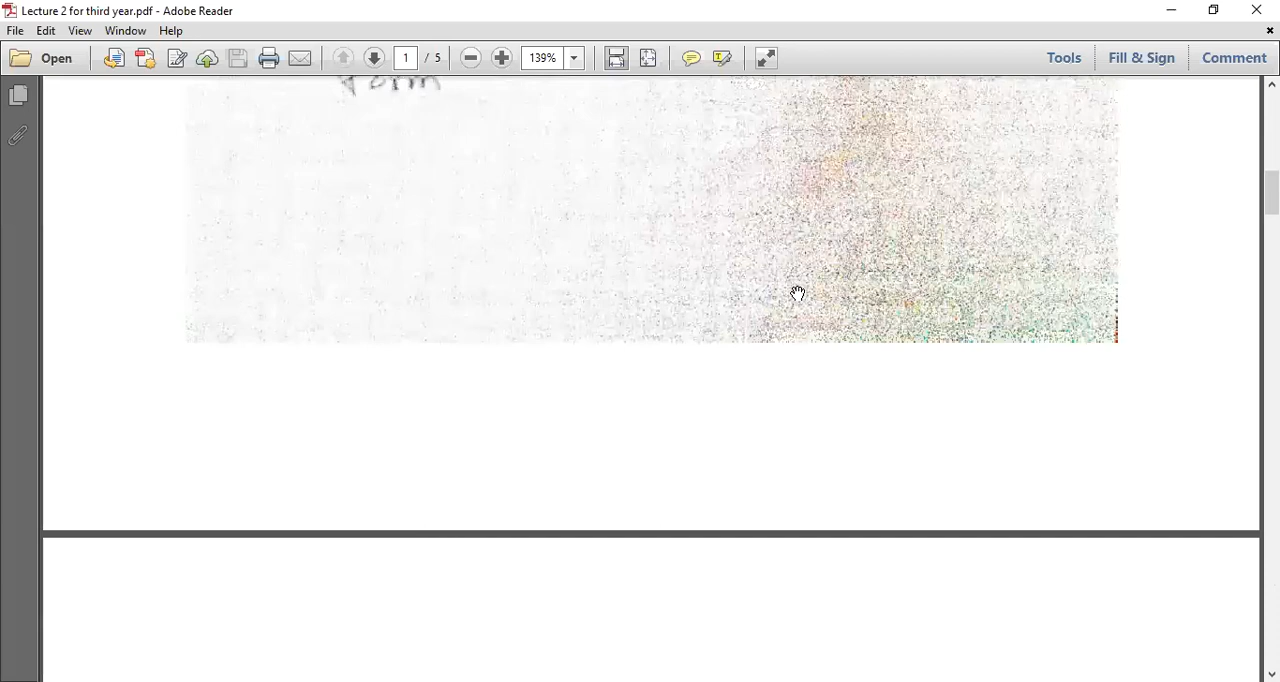 Lecture 2 for third year.pdf - Adobe Reader
File Edit View Window Help
Open 1 / 5 139% Tools Fill & Sign Comment